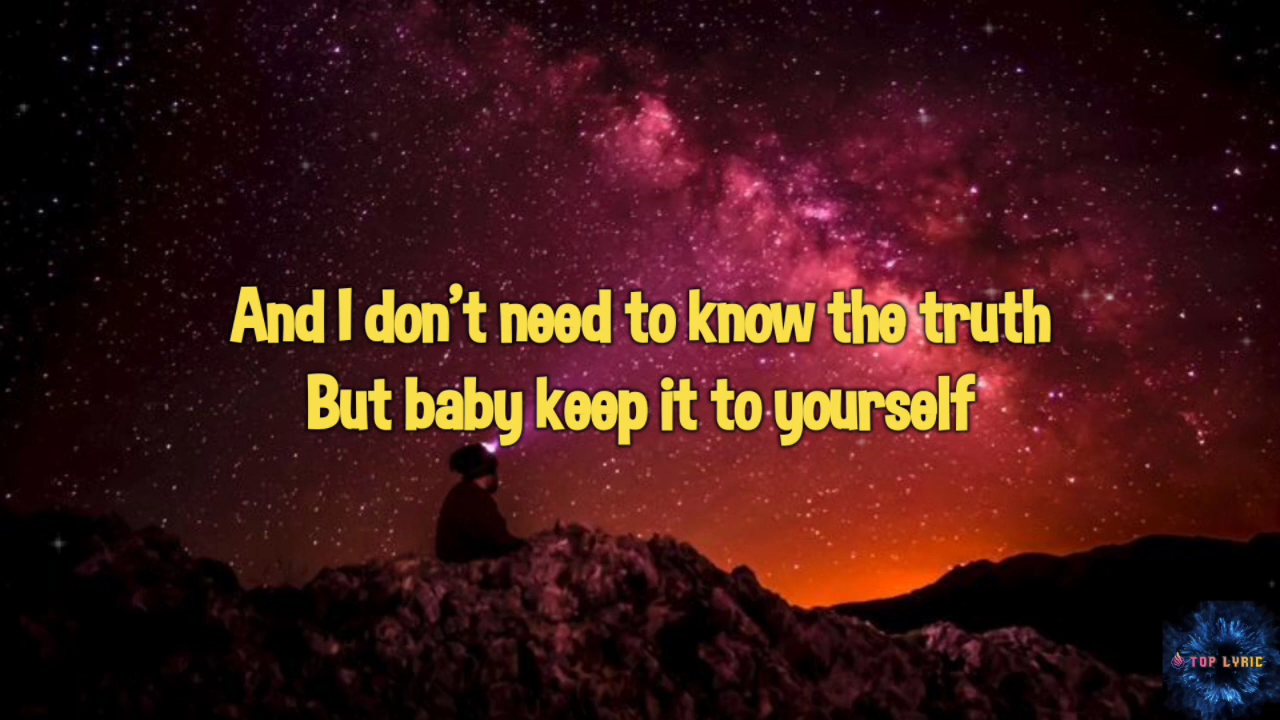 And I don't need to know the truth
But baby keep it to yourself
TOP LYRIC